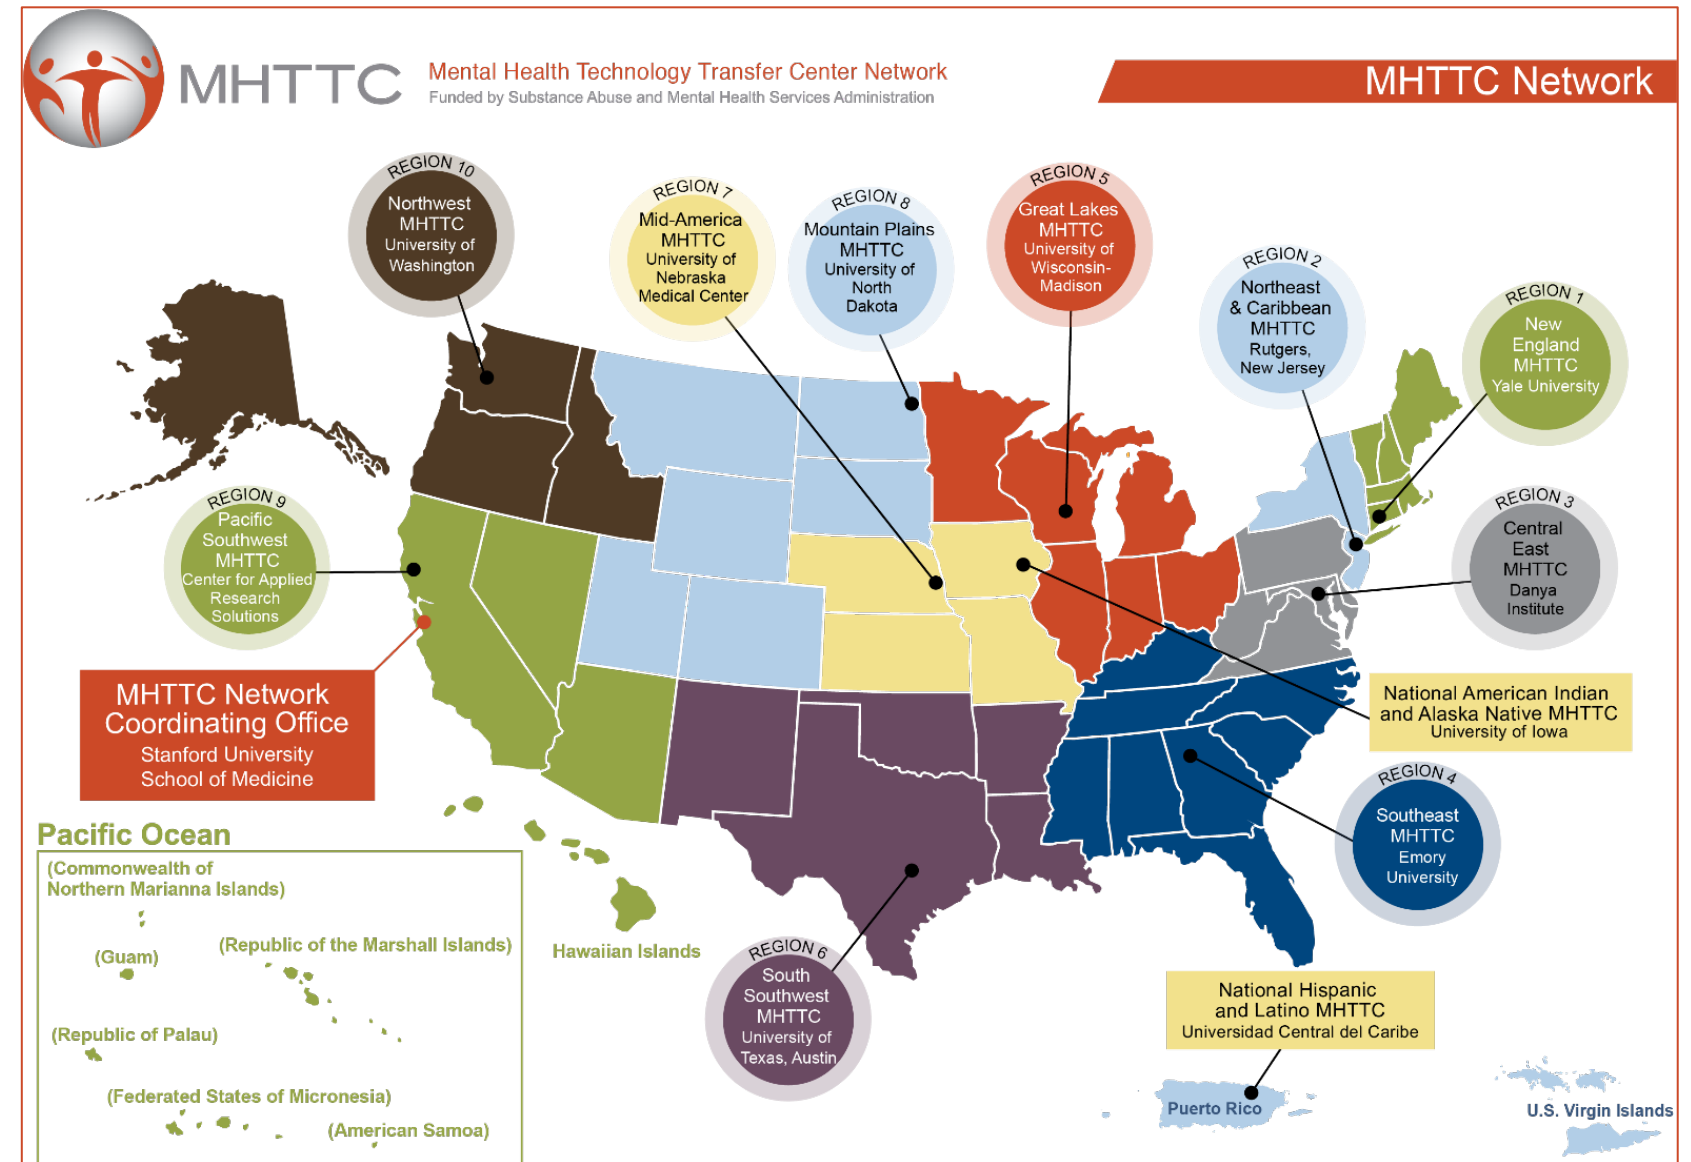 MHTTC
Mental Health Technology Transfer Center Network
Funded by Substance Abuse and Mental Health Services Administration
MHTTC Network
REGION 10
Northwest
MHTTC
University of
Washington
REGION 7
Mid-America
MHTTC
University of
Nebraska
Medical Center
REGION 8
Mountain Plains
MHTTC
University of
North
Dakota
REGION 5
Great Lakes
MHTTC
University of
Wisconsin-
Madison
REGION 2
Northeast
& Caribbean
MHTTC
Rutgers,
New Jersey
REGION 1
New
England
MHTTC
Yale University
REGION 9
Pacific
Southwest
MHTTC
Center for Applied
Research
Solutions
REGION 3
Central
East
MHTTC
Danya
Institute
MHTTC Network
Coordinating Office
Stanford University
School of Medicine
National American Indian
and Alaska Native MHTTC
University of Iowa
REGION 4
Southeast
MHTTC
Emory
University
Pacific Ocean
(Commonwealth of
Northern Marianna Islands)
(Guam)
(Republic of the Marshall Islands)
(Republic of Palau)
(Federated States of Micronesia)
(American Samoa)
Hawaiian Islands
REGION 6
South
Southwest
MHTTC
University of
Texas, Austin
National Hispanic
and Latino MHTTC
Universidad Central del Caribe
Puerto Rico
U.S. Virgin Islands